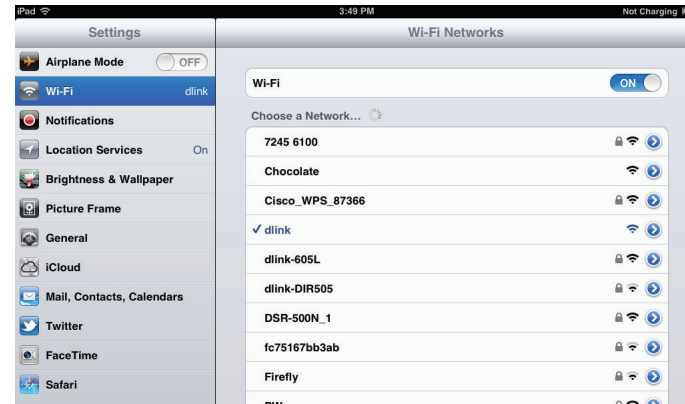 iPad 3:49 PM Not Charging
Settings
Wi-Fi Networks
Airplane Mode OFF
Wi-Fi dlink
Notifications
Location Services On
Brightness & Wallpaper
Picture Frame
General
iCloud
Mail, Contacts, Calendars
Twitter
FaceTime
Safari
Wi-Fi ON
Choose a Network...
7245 6100
Chocolate
Cisco_WPS_87366
dlink
dlink-605L
dlink-DIR505
DSR-500N_1
fc75167bb3ab
Firefly